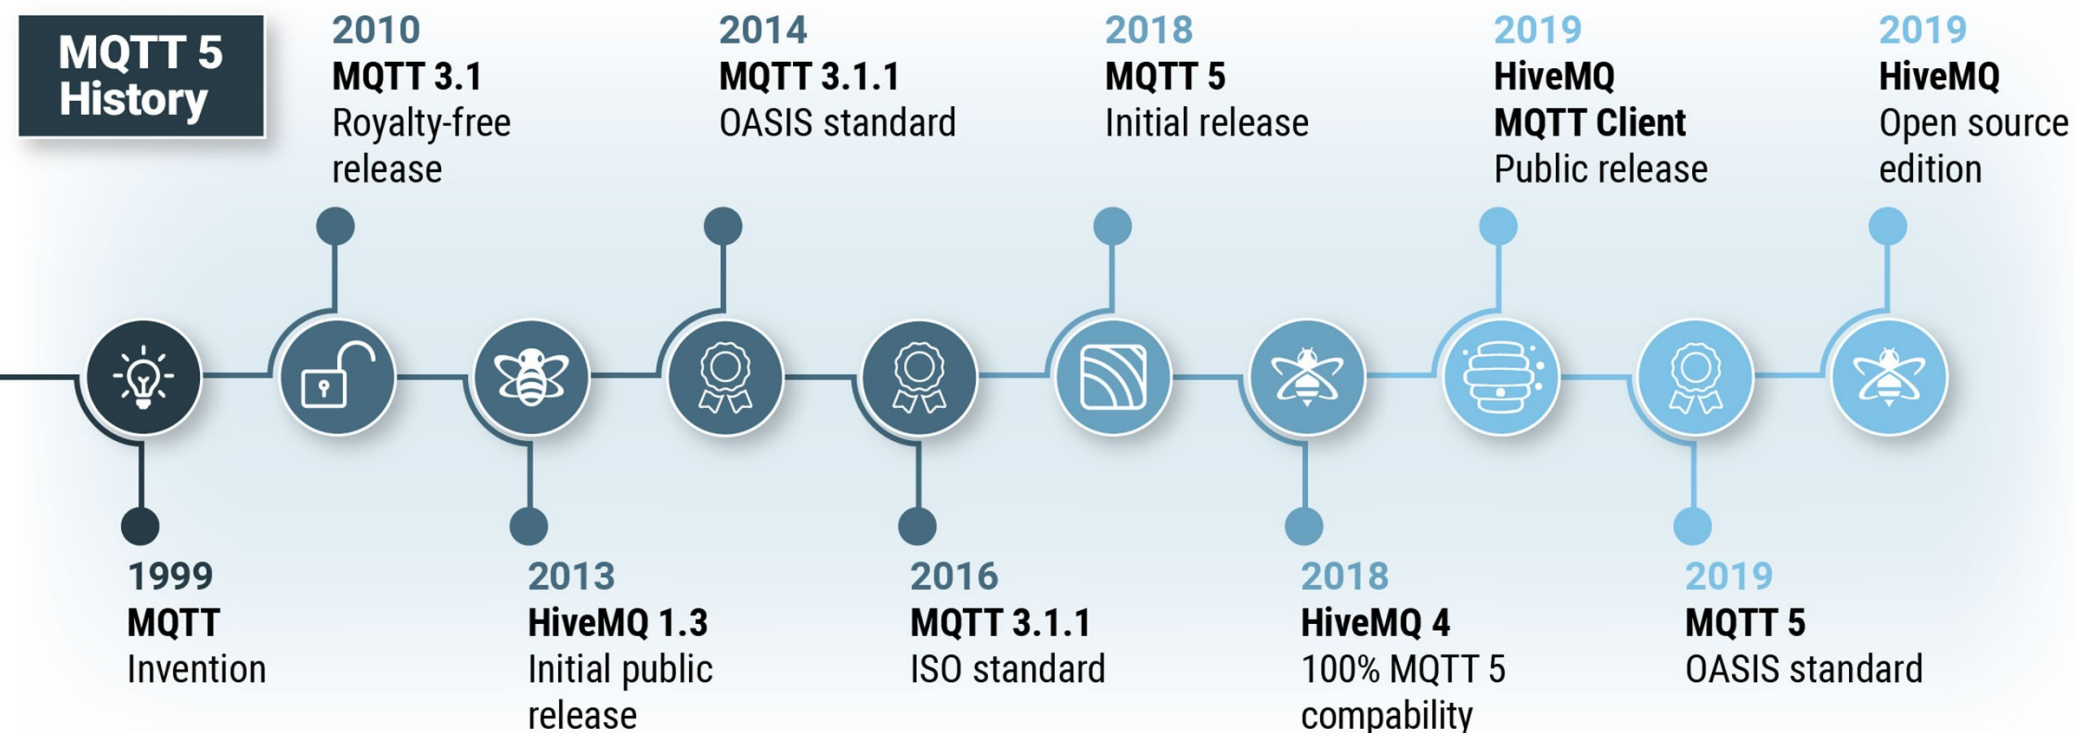 MQTT 5
History
2010
MQTT 3.1
Royalty-free
release
2014
MQTT 3.1.1
OASIS standard
2018
MQTT 5
Initial release
2019
HiveMQ
MQTT Client
Public release
2019
HiveMQ
Open source
edition
1999
MQTT
Invention
2013
HiveMQ 1.3
Initial public
release
2016
MQTT 3.1.1
ISO standard
2018
HiveMQ 4
100% MQTT 5
compability
2019
MQTT 5
OASIS standard